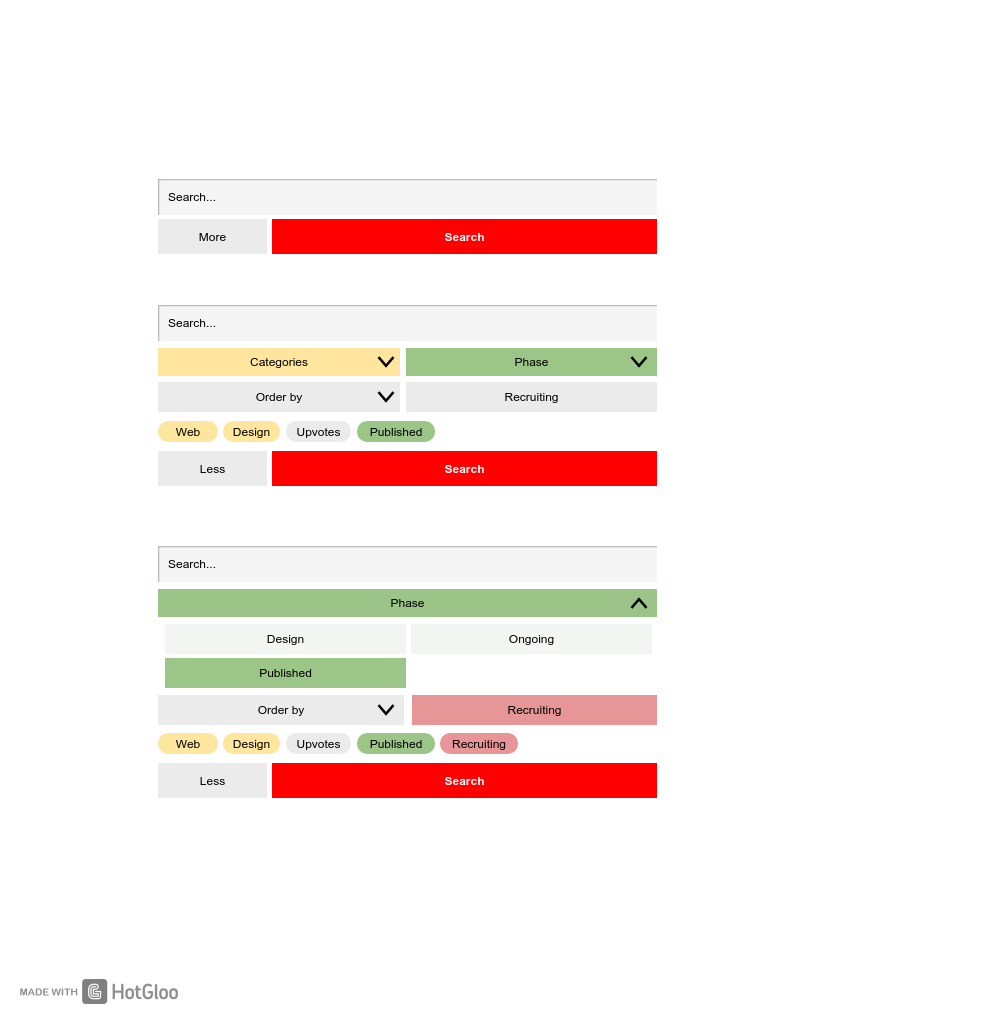 Search...
More Search
Search...
Categories Phase
Order by Recruiting
Web Design Upvotes Published
Less Search
Search...
Phase
Design Ongoing
Published
Order by Recruiting
Web Design Upvotes Published Recruiting
Less Search
MADE WITH HotGloo